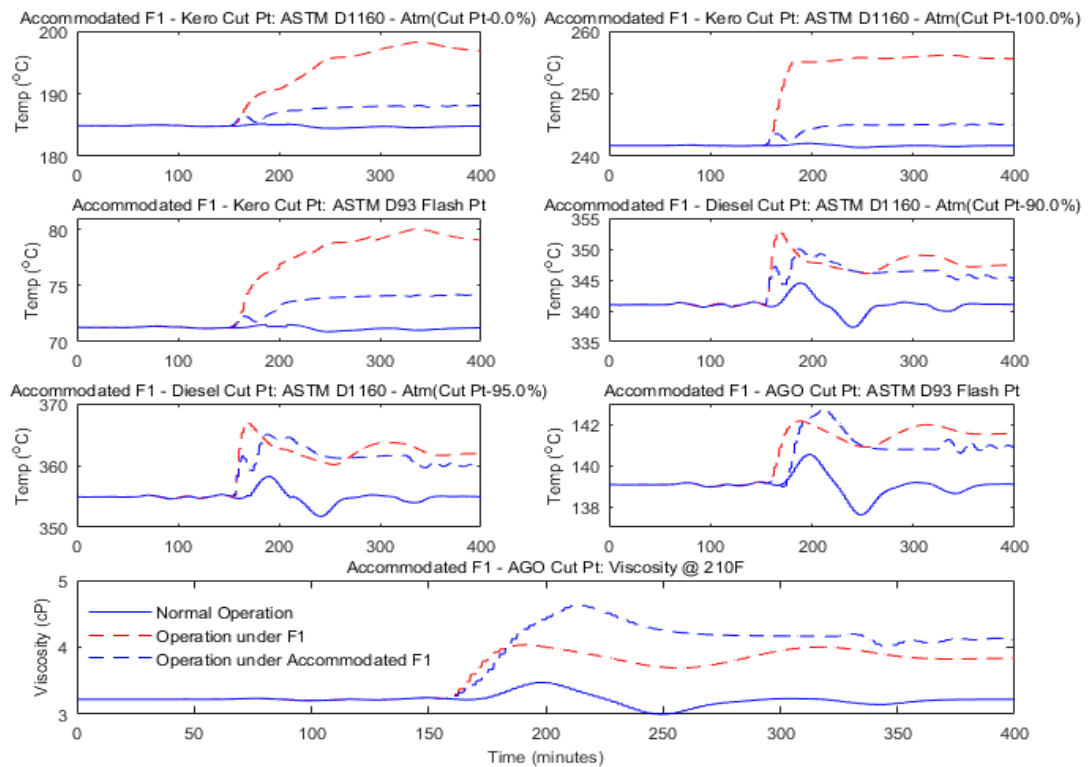 Accommodated F1 - Kero Cut Pt: ASTM D1160 - Atm(Cut Pt-0.0%)
200
190
180
Temp (°C)
0 100 200 300 400
Accommodated F1 - Kero Cut Pt: ASTM D1160 - Atm(Cut Pt-100.0%)
260
250
240
Temp (°C)
0 100 200 300 400
Accommodated F1 - Kero Cut Pt: ASTM D93 Flash Pt
80
75
70
Temp (°C)
0 100 200 300 400
Accommodated F1 - Diesel Cut Pt: ASTM D1160 - Atm(Cut Pt-90.0%)
355
350
345
340
335
Temp (°C)
0 100 200 300 400
Accommodated F1 - Diesel Cut Pt: ASTM D1160 - Atm(Cut Pt-95.0%)
370
360
350
Temp (°C)
0 100 200 300 400
Accommodated F1 - AGO Cut Pt: ASTM D93 Flash Pt
142
140
138
Temp (°C)
0 100 200 300 400
Accommodated F1 - AGO Cut Pt: Viscosity @ 210F
5
4
3
Viscosity (cP)
Normal Operation
Operation under F1
Operation under Accommodated F1
0 50 100 150 200 250 300 350 400
Time (minutes)